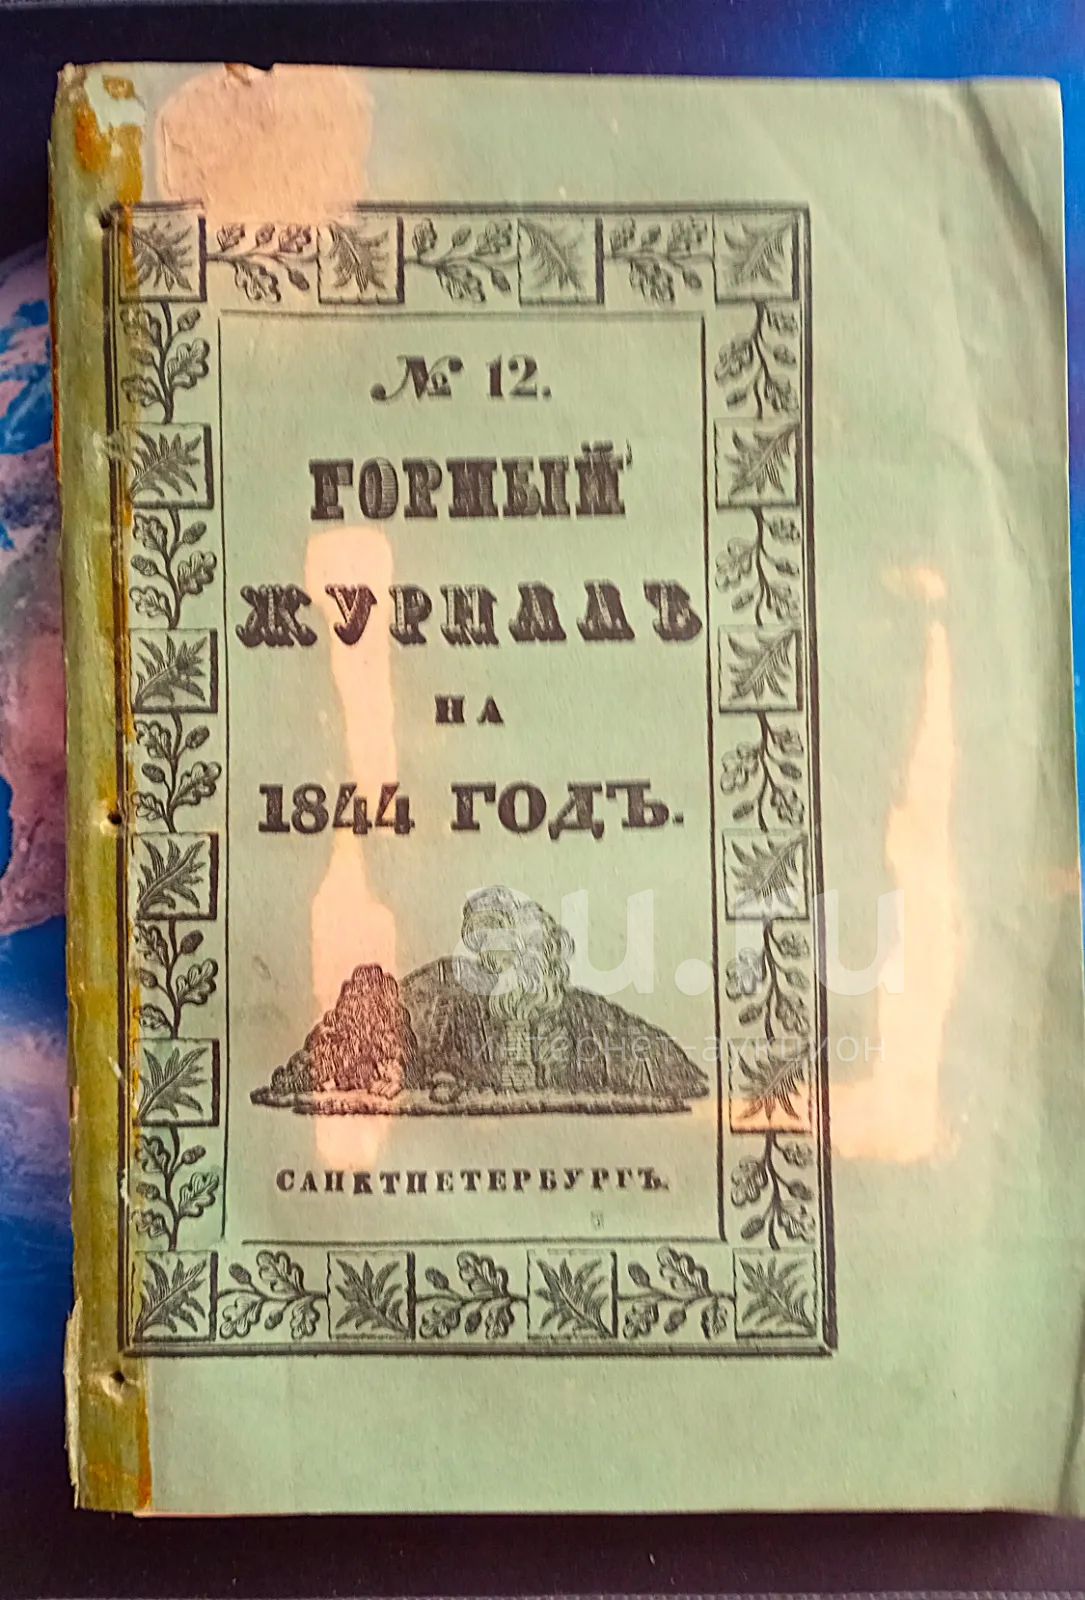 № 12.
ГОРНЫЙ
ЖУРНАЛЪ
НА
1844 ГОДЪ.
au.ru
интернет-аукцион
САНКТПЕТЕРБУРГЪ.